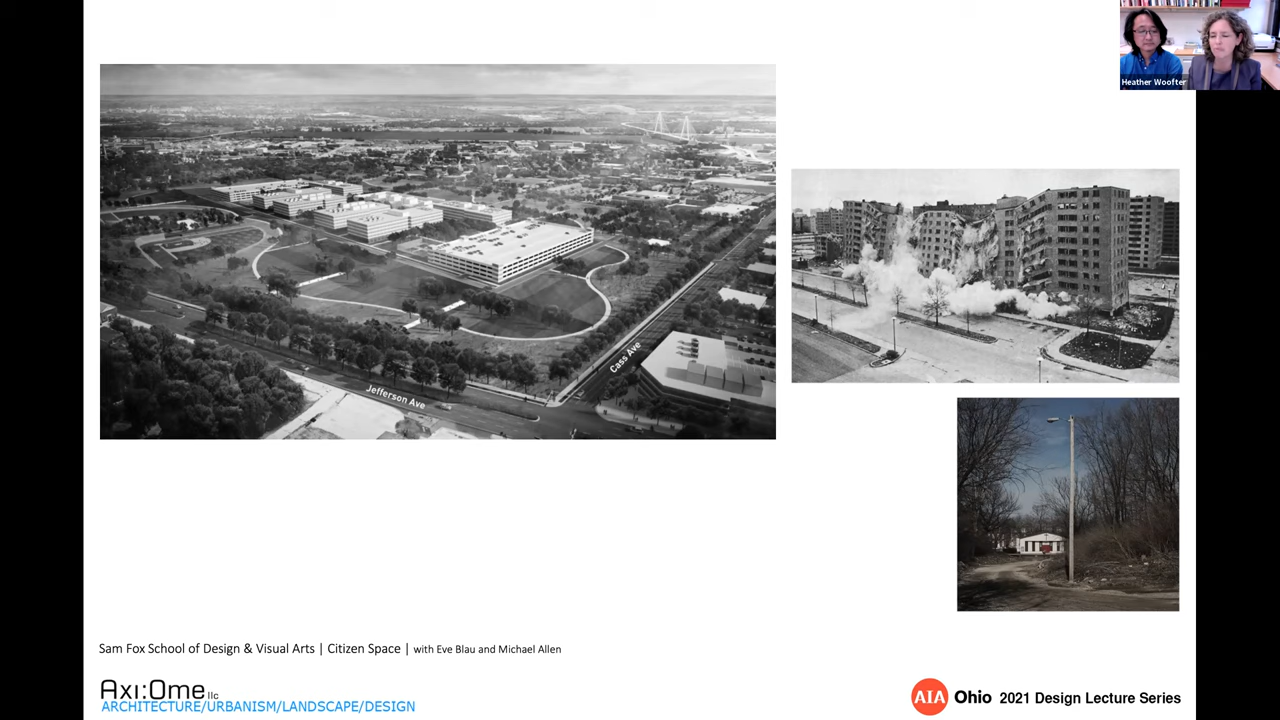 Heather Woofter
Cass Ave
Jefferson Ave
Sam Fox School of Design & Visual Arts | Citizen Space | with Eve Blau and Michael Allen
Axi:Ome llc
ARCHITECTURE/URBANISM/LANDSCAPE/DESIGN
AIA Ohio 2021 Design Lecture Series